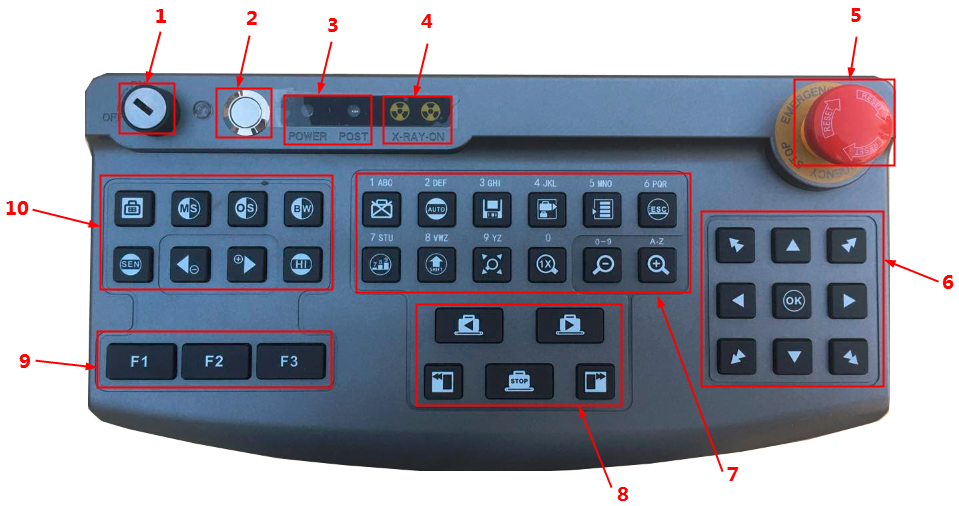 1
2
3
4
5
OFF
POWER POST X-RAY-ON
EMERGENCY
STOP
RESET
RESET
RESET
10
MS
OS
BW
SEN
HI
1 ABC
2 DEF
3 GHI
4 JKL
5 MNO
6 PQR
AUTO
ESC
7 STU
8 VWZ
9 YZ
0
0-9
A-Z
SHIFT
1X
OK
6
7
STOP
8
9
F1
F2
F3